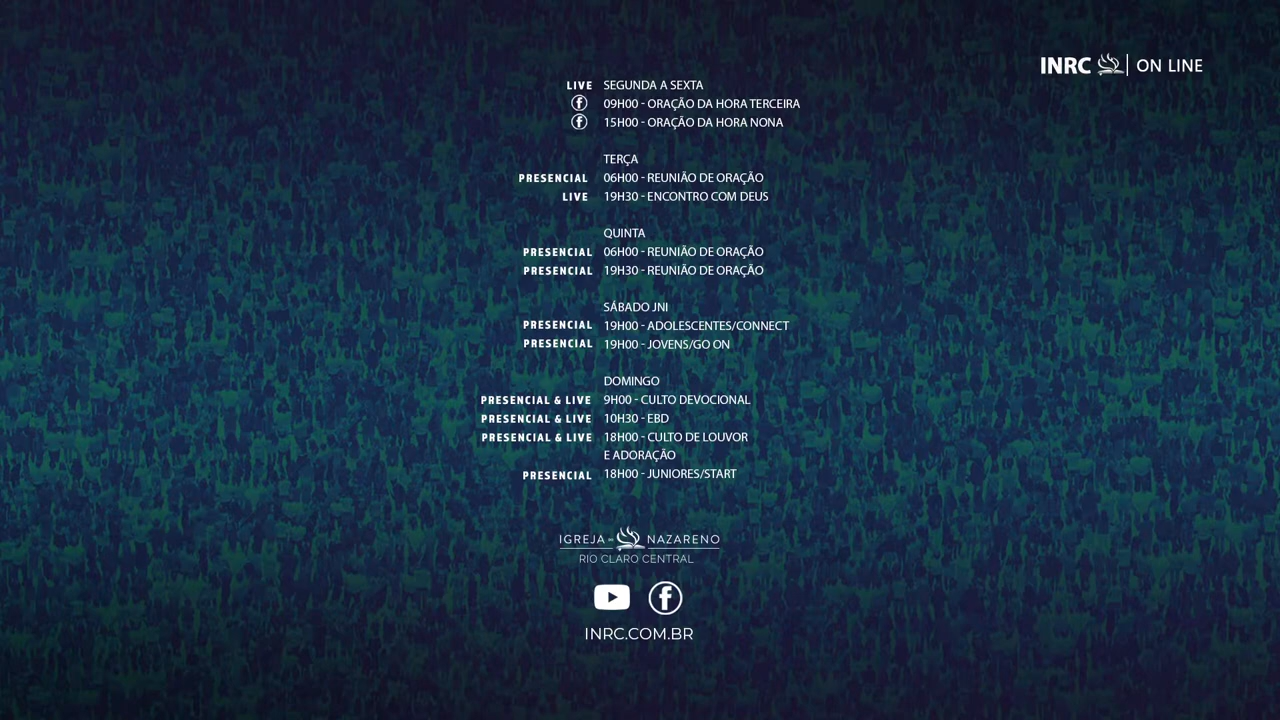 INRC | ON LINE
LIVE SEGUNDA A SEXTA
09H00 - ORAÇÃO DA HORA TERCEIRA
15H00 - ORAÇÃO DA HORA NONA
TERÇA
PRESENCIAL 06H00 - REUNIÃO DE ORAÇÃO
LIVE 19H30 - ENCONTRO COM DEUS
QUINTA
PRESENCIAL 06H00 - REUNIÃO DE ORAÇÃO
PRESENCIAL 19H30 - REUNIÃO DE ORAÇÃO
SÁBADO JNI
PRESENCIAL 19H00 - ADOLESCENTES/CONNECT
PRESENCIAL 19H00 - JOVENS/GO ON
DOMINGO
PRESENCIAL & LIVE 9H00 - CULTO DEVOCIONAL
PRESENCIAL & LIVE 10H30 - EBD
PRESENCIAL & LIVE 18H00 - CULTO DE LOUVOR
E ADORAÇÃO
PRESENCIAL 18H00 - JUNIORES/START
IGREJA NAZARENO
RIO CLARO CENTRAL
INRC.COM.BR